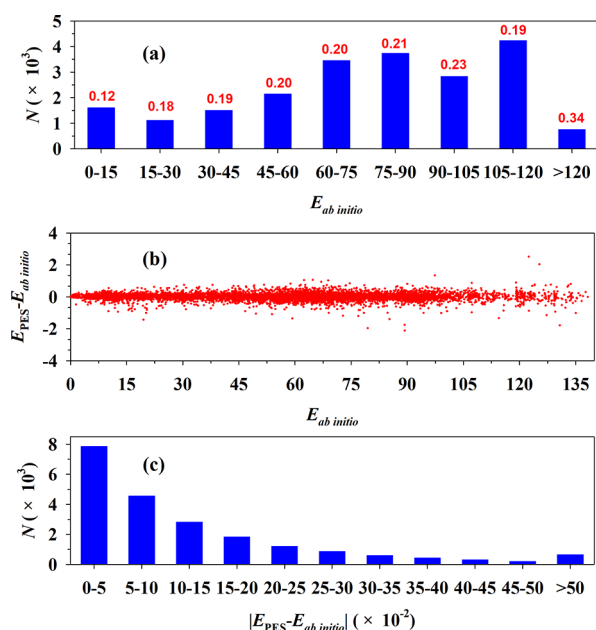 (a)
N ( × 10³)
5
4
3
2
1
0
0.12
0.18
0.19
0.20
0.20
0.21
0.23
0.19
0.34
0-15 15-30 30-45 45-60 60-75 75-90 90-105 105-120 >120
E_ab initio
(b)
E_PES-E_ab initio
4
2
0
-2
-4
0 15 30 45 60 75 90 105 120 135
E_ab initio
(c)
N ( × 10³)
8
6
4
2
0
0-5 5-10 10-15 15-20 20-25 25-30 30-35 35-40 40-45 45-50 >50
|E_PES-E_ab initio| ( × 10⁻²)